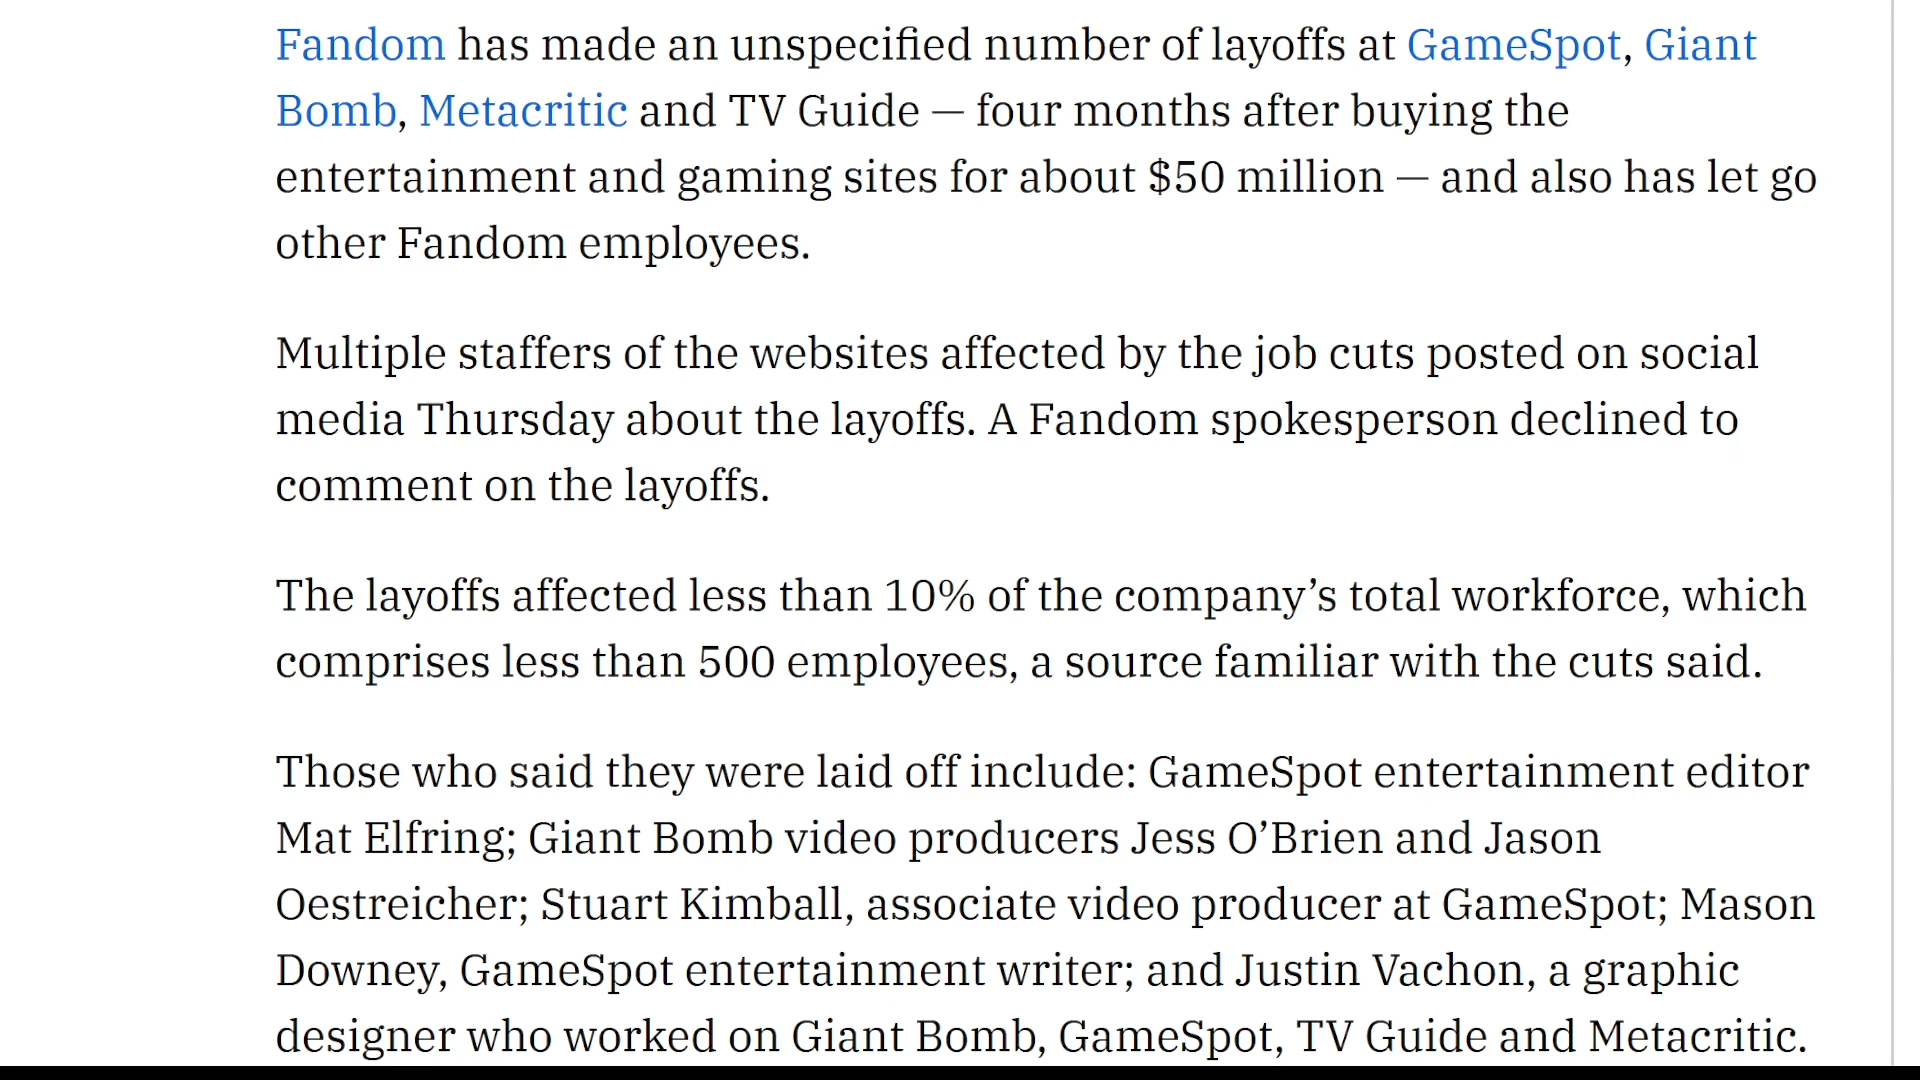 Fandom has made an unspecified number of layoffs at GameSpot, Giant
Bomb, Metacritic and TV Guide — four months after buying the
entertainment and gaming sites for about $50 million — and also has let go
other Fandom employees.
Multiple staffers of the websites affected by the job cuts posted on social
media Thursday about the layoffs. A Fandom spokesperson declined to
comment on the layoffs.
The layoffs affected less than 10% of the company’s total workforce, which
comprises less than 500 employees, a source familiar with the cuts said.
Those who said they were laid off include: GameSpot entertainment editor
Mat Elfring; Giant Bomb video producers Jess O’Brien and Jason
Oestreicher; Stuart Kimball, associate video producer at GameSpot; Mason
Downey, GameSpot entertainment writer; and Justin Vachon, a graphic
designer who worked on Giant Bomb, GameSpot, TV Guide and Metacritic.